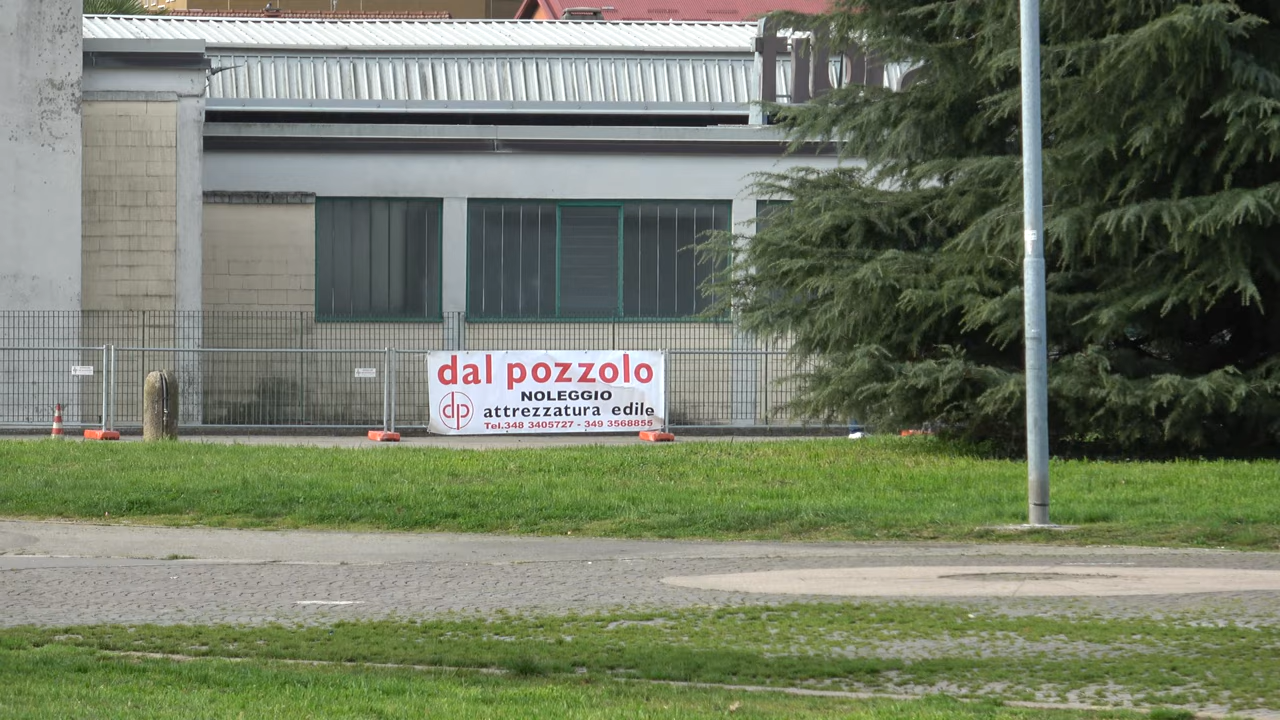 dal pozzolo
NOLEGGIO
dp
attrezzatura edile
Tel.348 3405727 - 349 3568855